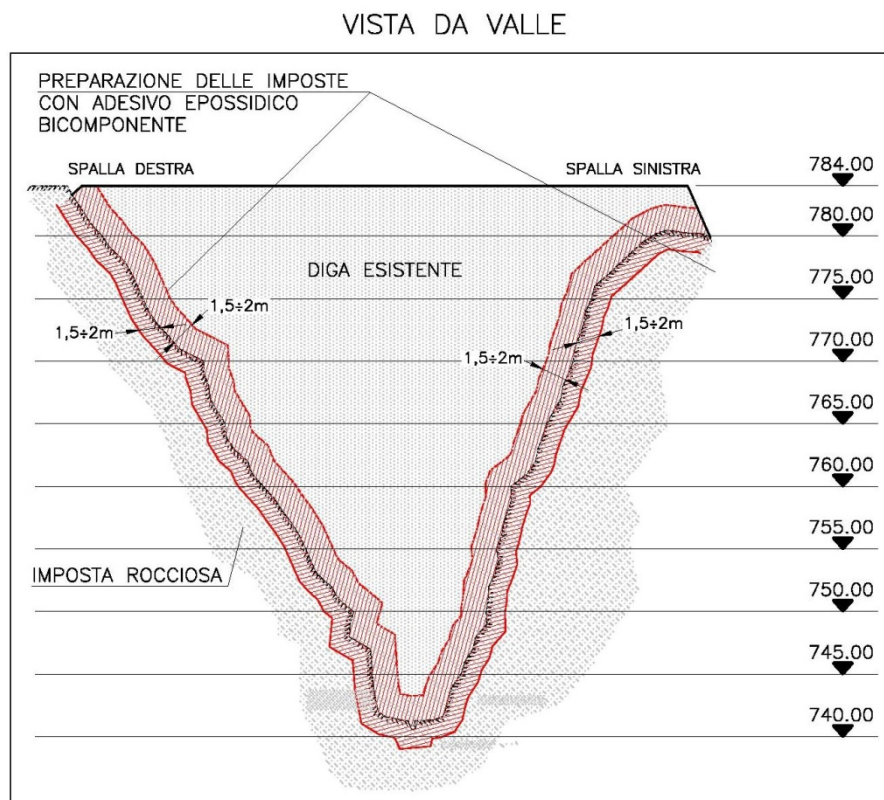 VISTA DA VALLE
PREPARAZIONE DELLE IMPOSTE
CON ADESIVO EPOSSIDICO
BICOMPONENTE
SPALLA DESTRA
SPALLA SINISTRA
784.00
780.00
DIGA ESISTENTE
775.00
1,5÷2m
1,5÷2m
1,5÷2m
1,5÷2m
770.00
765.00
760.00
755.00
IMPOSTA ROCCIOSA
750.00
745.00
740.00